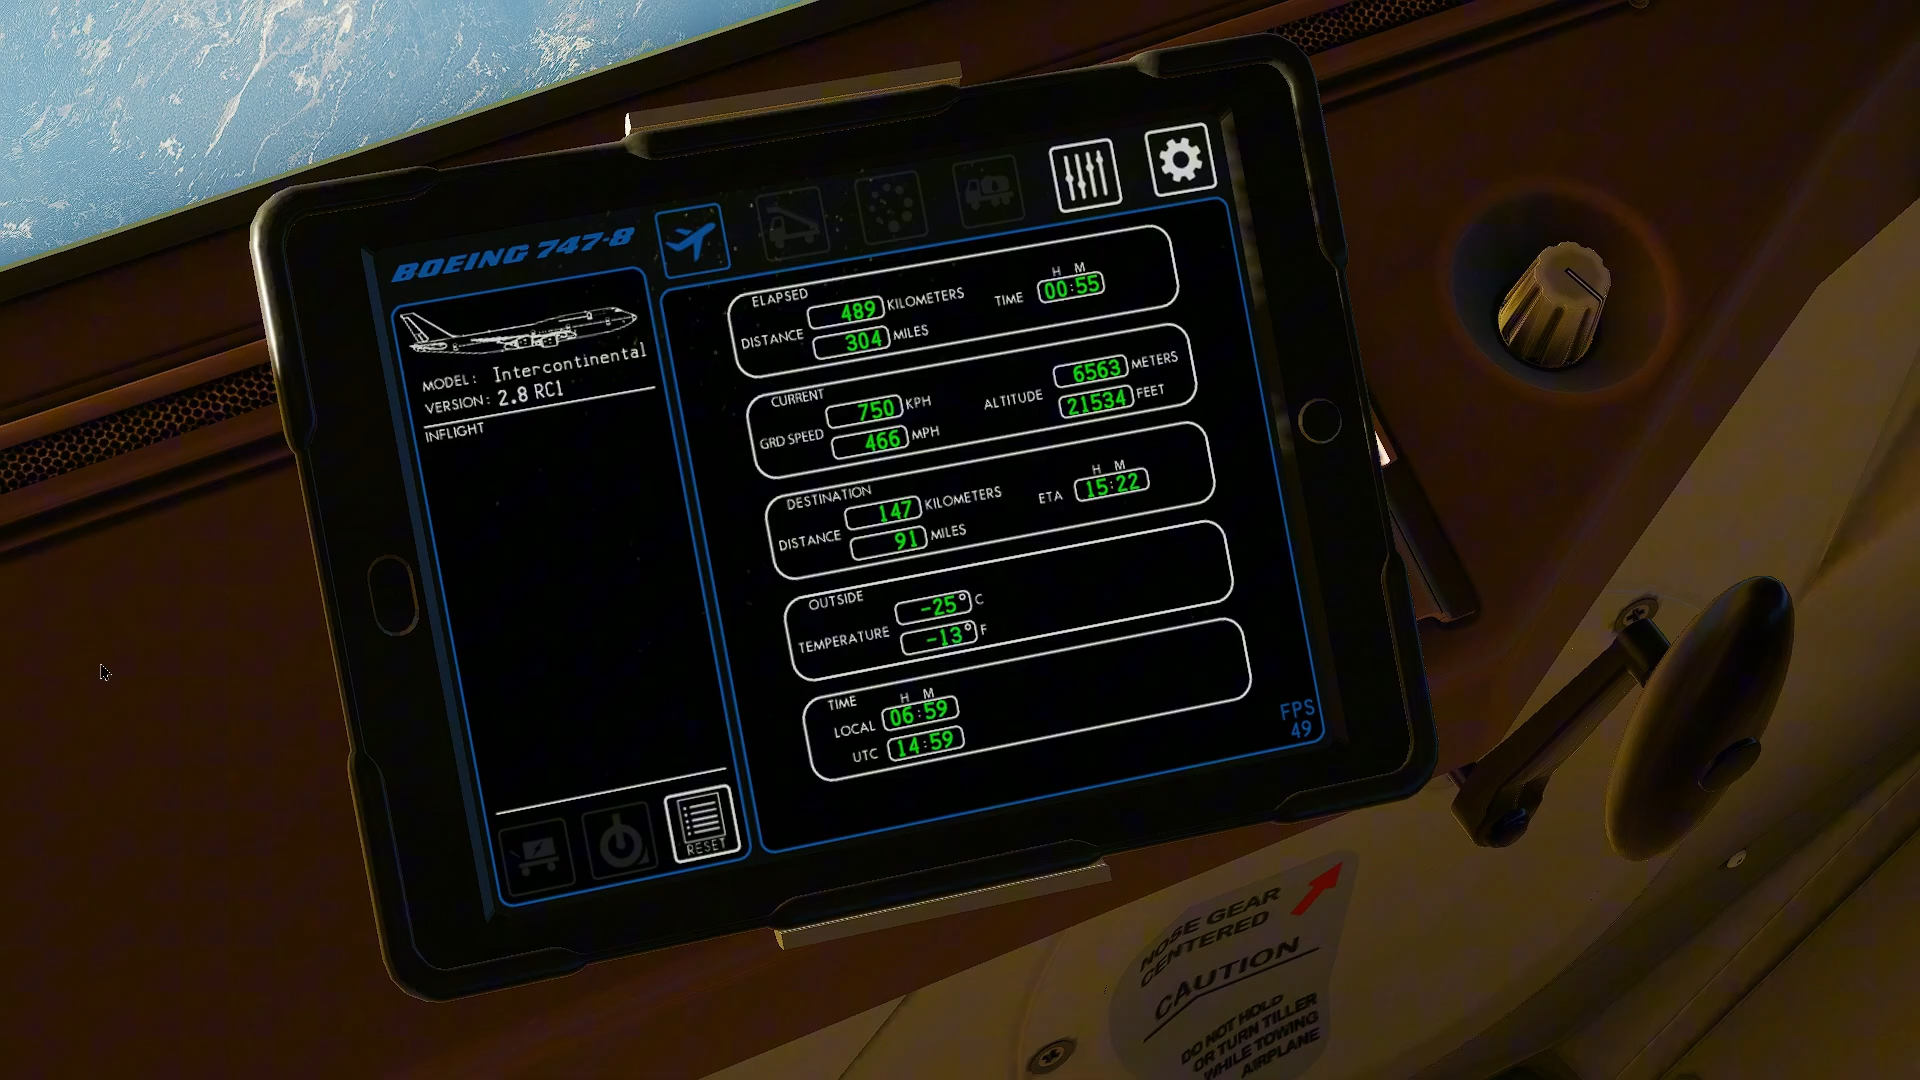 BOEING 747-8
MODEL: Intercontinental
VERSION: 2.8 RC1
INFLIGHT
RESET
ELAPSED
DISTANCE 489 KILOMETERS
304 MILES
TIME H M
00:55
CURRENT
GRD SPEED 750 KPH
466 MPH
ALTITUDE 6563 METERS
21534 FEET
DESTINATION
DISTANCE 147 KILOMETERS
91 MILES
ETA H M
15:22
OUTSIDE
TEMPERATURE -25° C
-13° F
TIME H M
LOCAL 06:59
UTC 14:59
FPS
49
NOSE GEAR
CENTERED
CAUTION
DO NOT HOLD
OR TURN TILLER
WHILE TOWING
AIRPLANE